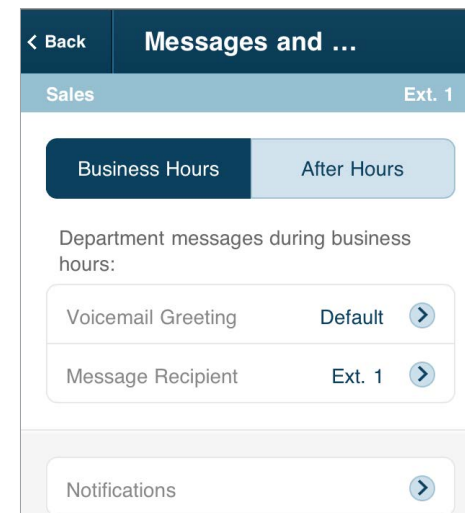 Back
Messages and ...
Sales
Ext. 1
Business Hours
After Hours
Department messages during business
hours:
Voicemail Greeting
Default
Message Recipient
Ext. 1
Notifications